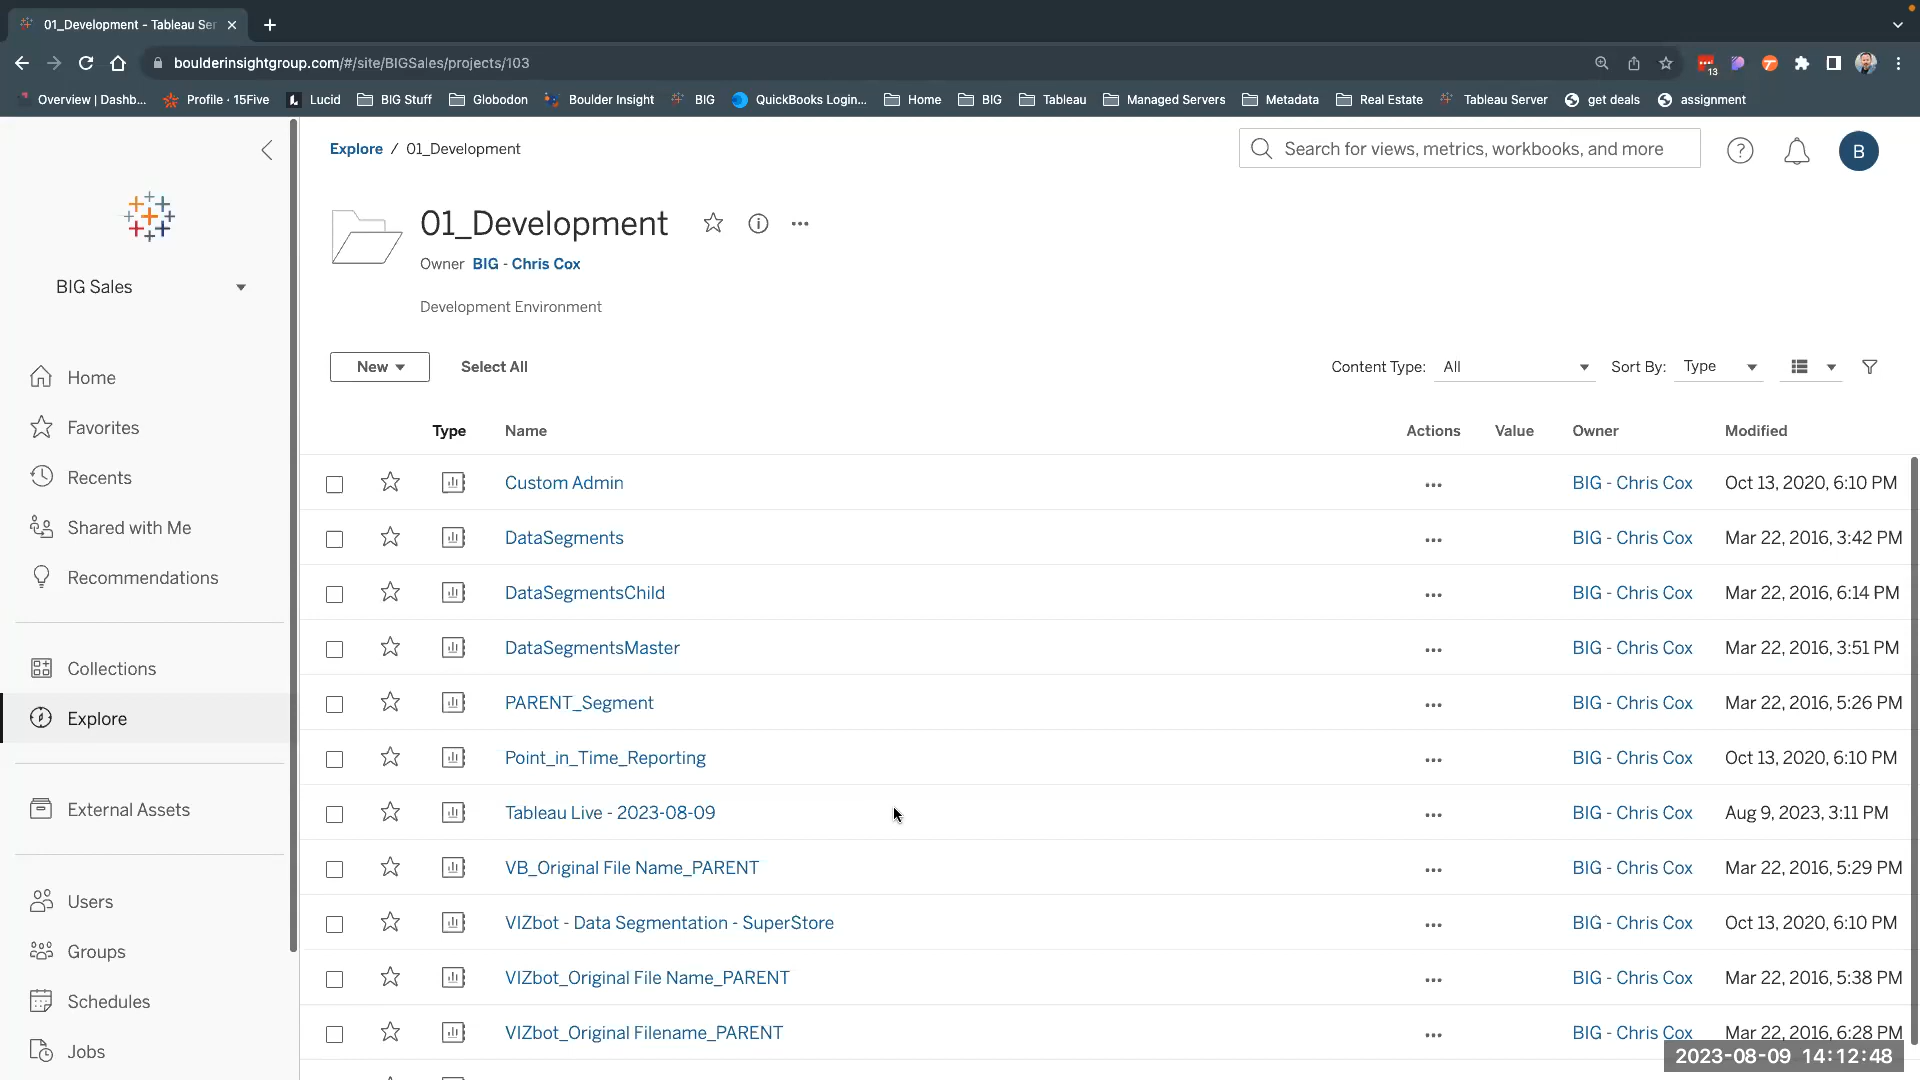 01_Development - Tableau Ser
boulderinsightgroup.com/#/site/BIGSales/projects/103
13
Overview | Dashb...
Profile · 15Five
Lucid
BIG Stuff
Globodon
Boulder Insight
BIG
QuickBooks Login...
Home
BIG
Tableau
Managed Servers
Metadata
Real Estate
Tableau Server
get deals
assignment
Explore / 01_Development
Search for views, metrics, workbooks, and more
B
BIG Sales
Home
Favorites
Recents
Shared with Me
Recommendations
Collections
Explore
External Assets
Users
Groups
Schedules
Jobs
01_Development
Owner BIG - Chris Cox
Development Environment
New
Select All
Content Type: All
Sort By: Type
Type Name Actions Value Owner Modified
Custom Admin BIG - Chris Cox Oct 13, 2020, 6:10 PM
DataSegments BIG - Chris Cox Mar 22, 2016, 3:42 PM
DataSegmentsChild BIG - Chris Cox Mar 22, 2016, 6:14 PM
DataSegmentsMaster BIG - Chris Cox Mar 22, 2016, 3:51 PM
PARENT_Segment BIG - Chris Cox Mar 22, 2016, 5:26 PM
Point_in_Time_Reporting BIG - Chris Cox Oct 13, 2020, 6:10 PM
Tableau Live - 2023-08-09 BIG - Chris Cox Aug 9, 2023, 3:11 PM
VB_Original File Name_PARENT BIG - Chris Cox Mar 22, 2016, 5:29 PM
VIZbot - Data Segmentation - SuperStore BIG - Chris Cox Oct 13, 2020, 6:10 PM
VIZbot_Original File Name_PARENT BIG - Chris Cox Mar 22, 2016, 5:38 PM
VIZbot_Original Filename_PARENT BIG - Chris Cox Mar 22, 2016, 6:28 PM
2023-08-09 14:12:48